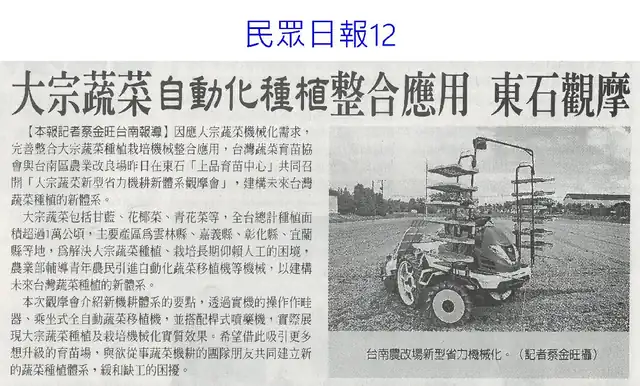 民眾日報12
大宗蔬菜自動化種植整合應用 東石觀摩
【本報記者蔡金旺台南報導】因應大宗蔬菜機械化需求，
完善整合大宗蔬菜種植栽培機械整合應用，台灣蔬菜育苗協
會與台南區農業改良場昨日在東石「上品育苗中心」共同召
開「大宗蔬菜新型省力機耕新體系觀摩會」，建構未來台灣
蔬菜種植的新體系。
大宗蔬菜包括甘藍、花椰菜、青花菜等，全台總計種植面
積超過1萬公頃，主要產區為雲林縣、嘉義縣、彰化縣、宜蘭
縣等地，為解決大宗蔬菜種植、栽培長期仰賴人工的困境，
農業部輔導青年農民引進自動化蔬菜移植機等機械，以建構
未來台灣蔬菜種植的新體系。
本次觀摩會介紹新機耕體系的要點，透過實機的操作作畦
器、乘坐式全自動蔬菜移植機，並搭配桿式噴藥機，實際展
現大宗蔬菜種植及栽培機械化實質效果。希望藉此吸引更多
想升級的育苗場，與欲從事蔬菜機耕的團隊朋友共同建立新
的蔬菜種植體系，緩和缺工的困擾。
台南農改場新型省力機械化。（記者蔡金旺攝）